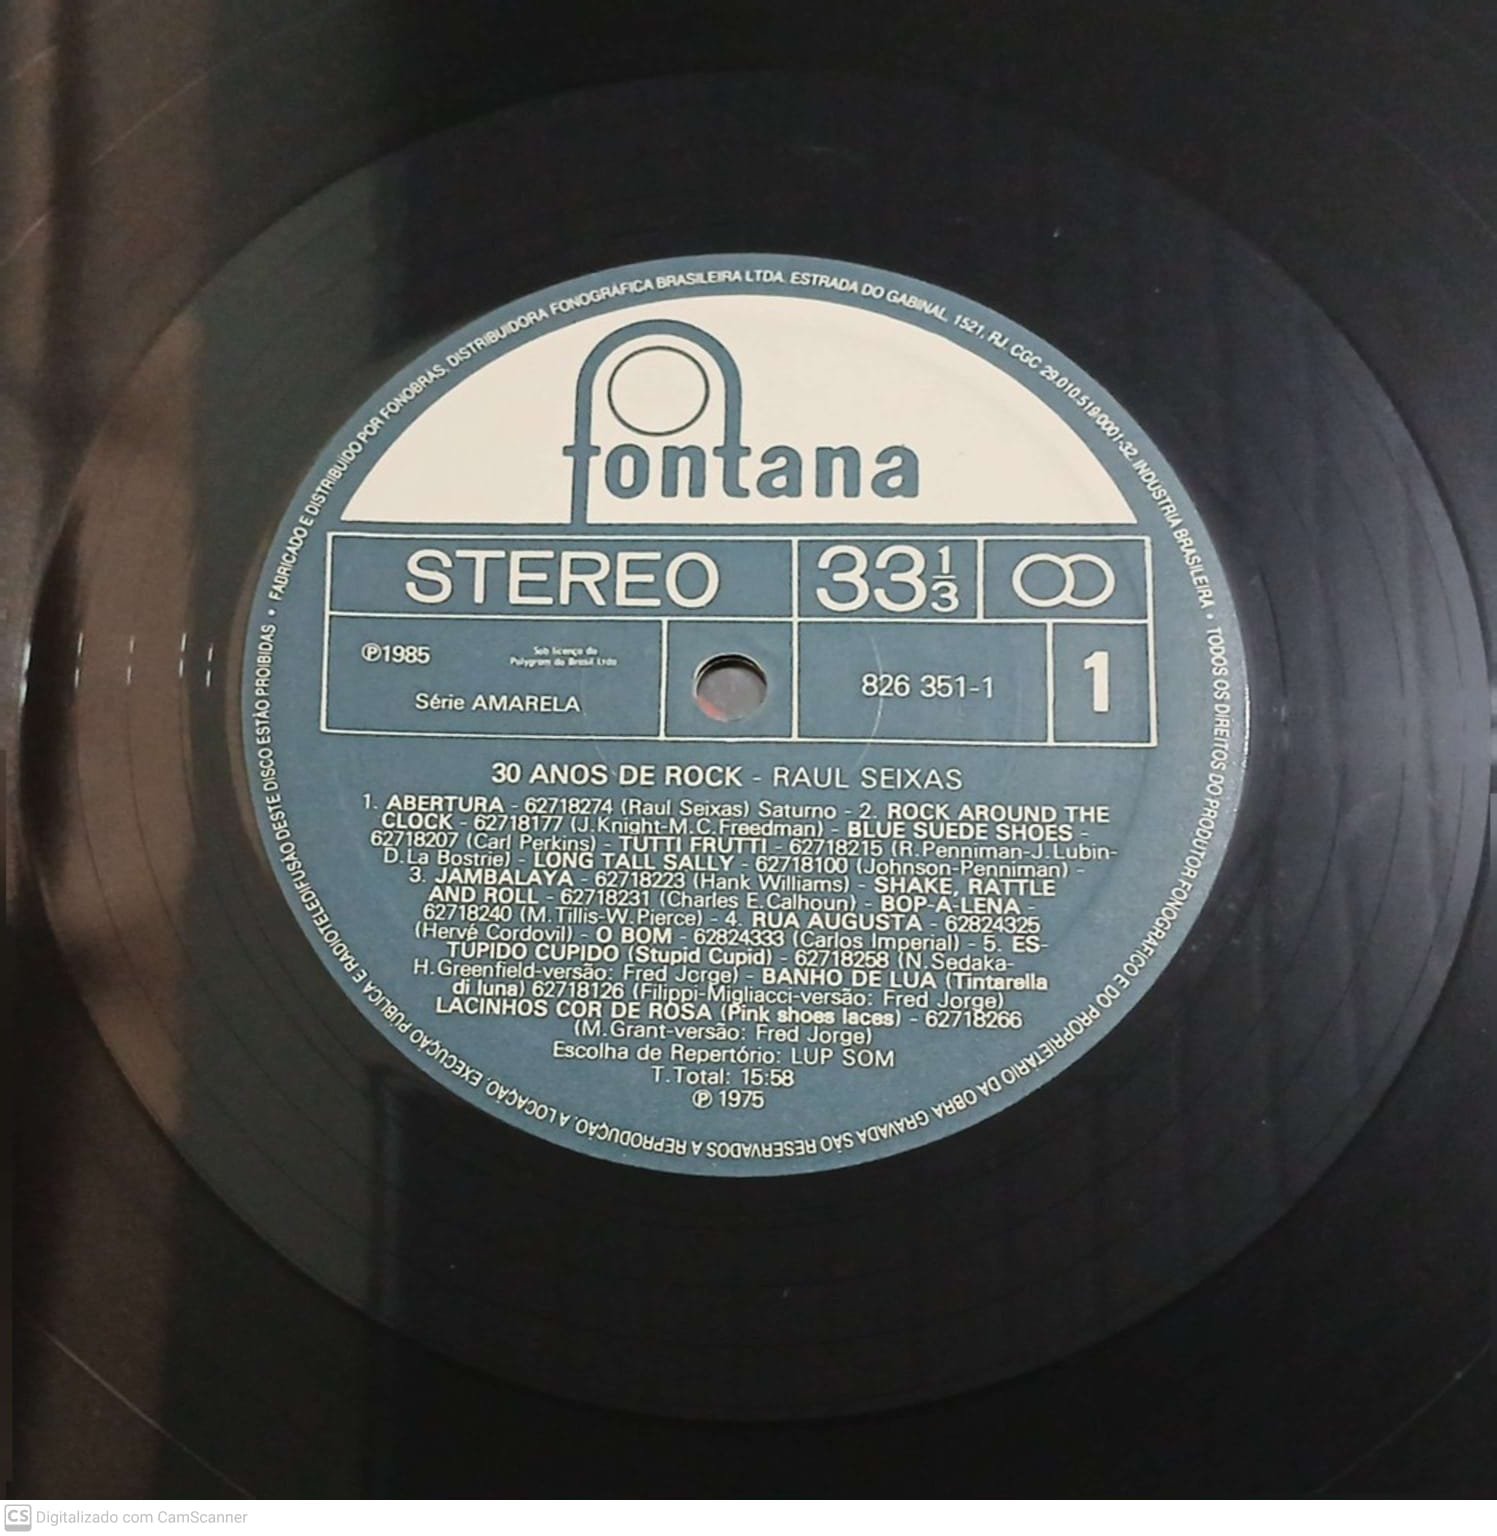 FABRICADO E DISTRIBUIDO POR FONOBRAS. DISTRIBUIDORA FONOGRÁFICA BRASILEIRA LTDA. ESTRADA DO GABINAL, 1521, RJ. CGC 29.010.519/0001-32. INDUSTRIA BRASILEIRA • TODOS OS DIREITOS DO PRODUTOR FONOGRÁFICO E DO PROPRIETÁRIO DA OBRA GRAVADA SÃO RESERVADOS A REPRODUÇÃO. A LOCAÇÃO. EXECUÇÃO PÚBLICA E RADIOTELEDIFUSÃO DESTE DISCO ESTÃO PROIBIDAS •
fontana
STEREO 33 1/3
℗1985 Sob licença da
Polygram do Brasil Ltda
826 351-1 1
Série AMARELA
30 ANOS DE ROCK - RAUL SEIXAS
1. ABERTURA - 62718274 (Raul Seixas) Saturno - 2. ROCK AROUND THE
CLOCK - 62718177 (J.Knight-M.C.Freedman) - BLUE SUEDE SHOES -
62718207 (Carl Perkins) - TUTTI FRUTTI - 62718215 (R.Penniman-J.Lubin-
D.La Bostrie) - LONG TALL SALLY - 62718100 (Johnson-Penniman) -
3. JAMBALAYA - 62718223 (Hank Williams) - SHAKE, RATTLE
AND ROLL - 62718231 (Charles E.Calhoun) - BOP-A-LENA -
62718240 (M.Tillis-W.Pierce) - 4. RUA AUGUSTA - 62824325
(Hervé Cordovil) - O BOM - 62824333 (Carlos Imperial) - 5. ES-
TUPIDO CUPIDO (Stupid Cupid) - 62718258 (N.Sedaka-
H.Greenfield-versão: Fred Jorge) - BANHO DE LUA (Tintarella
di luna) 62718126 (Filippi-Migliacci-versão: Fred Jorge)
LACINHOS COR DE ROSA (Pink shoes laces) - 62718266
(M.Grant-versão: Fred Jorge)
Escolha de Repertório: LUP SOM
T.Total: 15:58
℗ 1975
CS Digitalizado com CamScanner